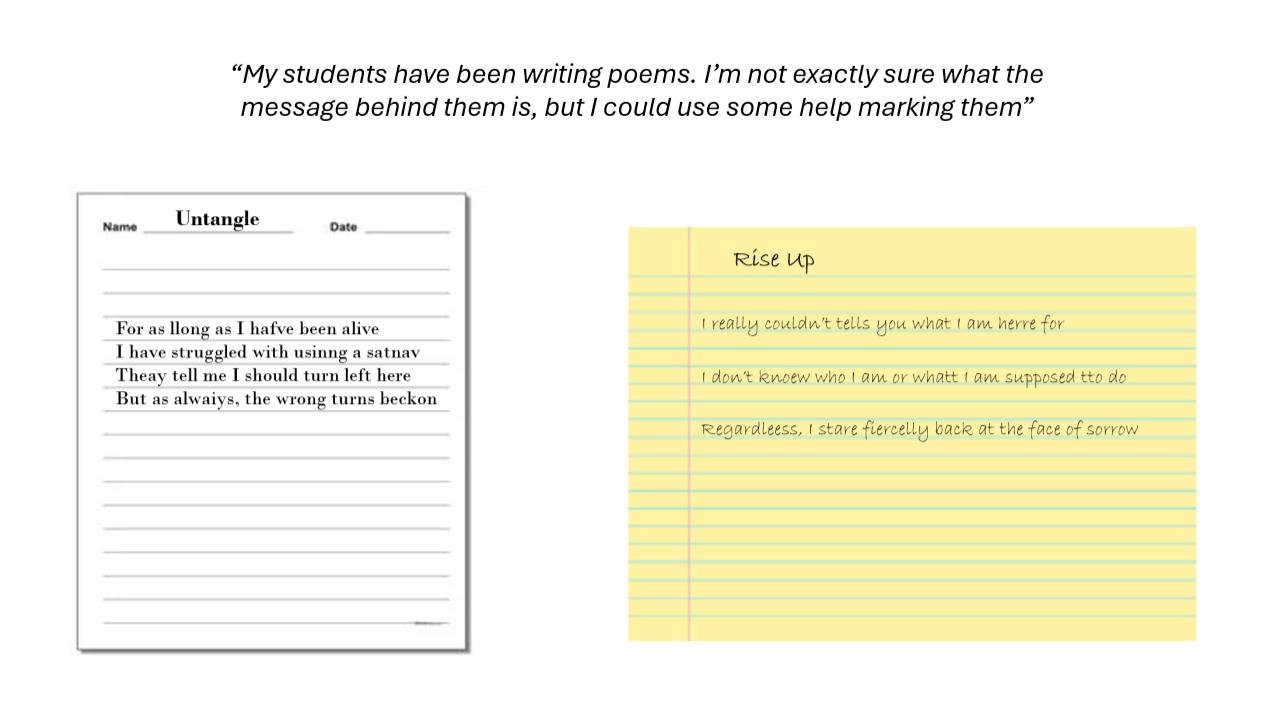 “My students have been writing poems. I’m not exactly sure what the
message behind them is, but I could use some help marking them”
Name Untangle Date
For as llong as I hafve been alive
I have struggled with usinng a satnav
Theay tell me I should turn left here
But as alwaiys, the wrong turns beckon
Rise Up
I really couldn't tells you what I am herre for
I don't knoew who I am or whatt I am supposed tto do
Regardleess, I stare fiercelly back at the face of sorrow